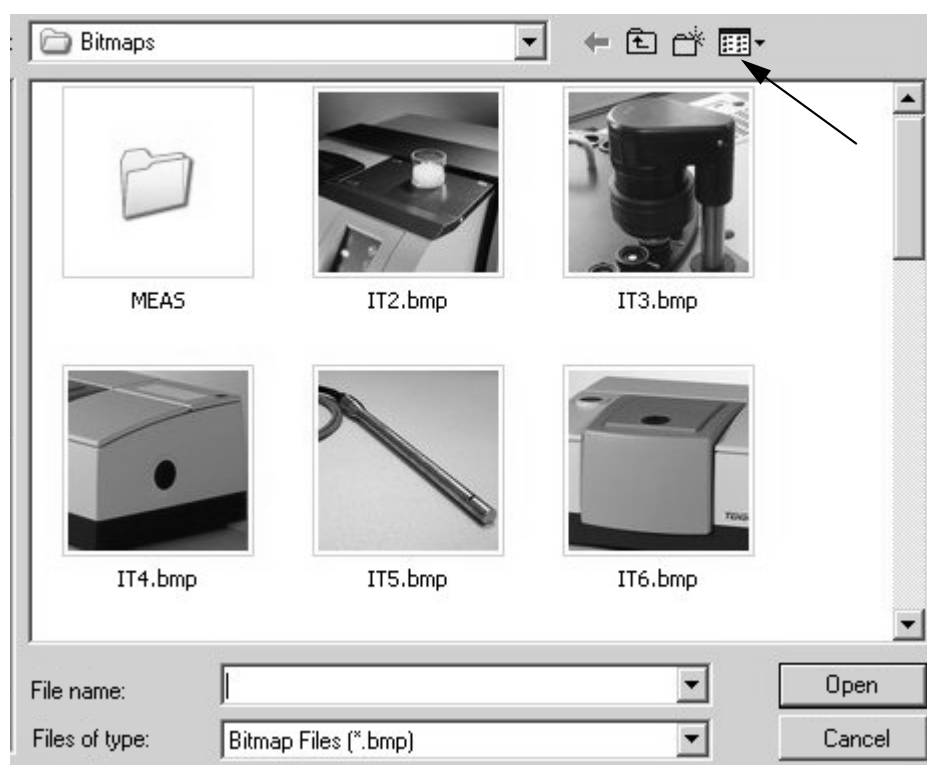 Bitmaps
MEAS
IT2.bmp
IT3.bmp
IT4.bmp
IT5.bmp
IT6.bmp
File name:
Open
Files of type:
Bitmap Files (*.bmp)
Cancel